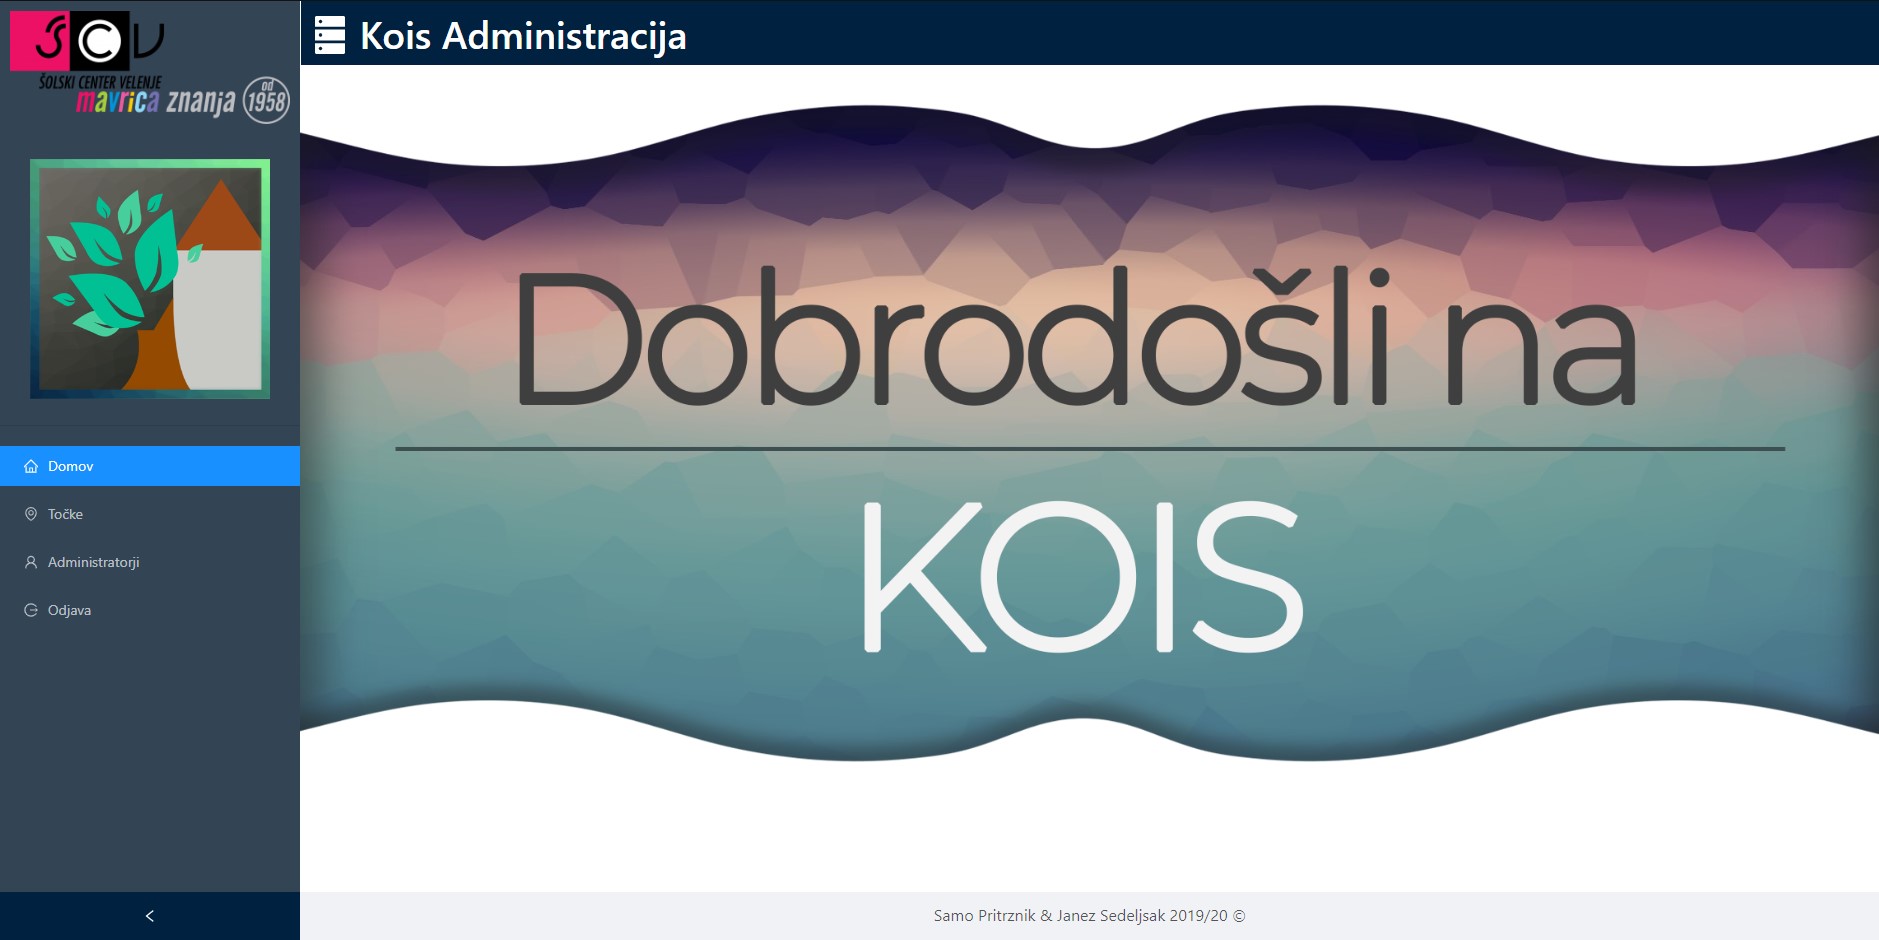 ŠCV
ŠOLSKI CENTER VELENJE
mavrica znanja
od
1958
Kois Administracija
Domov
Točke
Administratorji
Odjava
Dobrodošli na
KOIS
Samo Pritrznik & Janez Sedeljsak 2019/20 ©